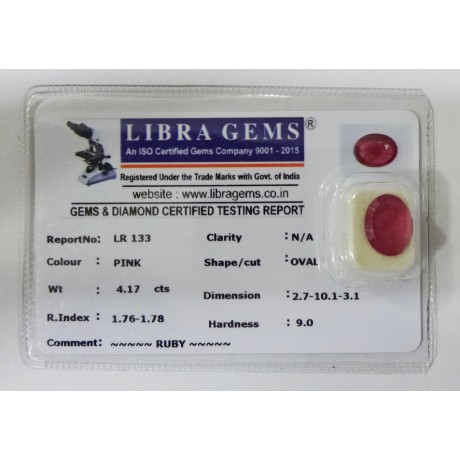 LIBRA GEMS®
An ISO Certified Gems Company 9001 - 2015
Registered Under the Trade Marks with Govt. of India
website : www.libragems.co.in
GEMS & DIAMOND CERTIFIED TESTING REPORT
ReportNo: LR 133 Clarity : N/A
Colour : PINK Shape/cut : OVAL
Wt : 4.17 cts Dimension : 2.7-10.1-3.1
R.Index : 1.76-1.78 Hardness : 9.0
Comment: ~~~~~ RUBY ~~~~~